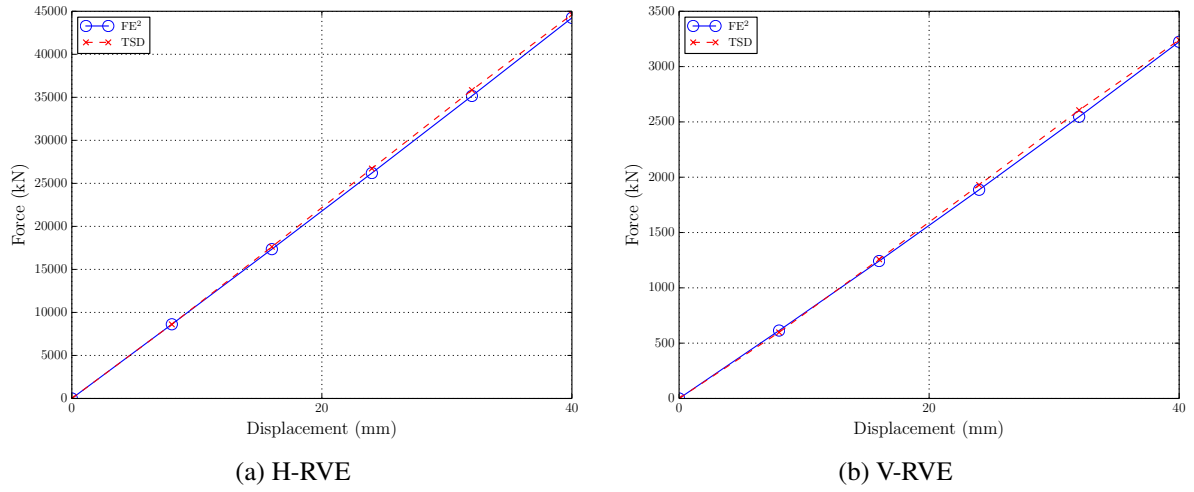 45000
40000
35000
30000
25000
20000
15000
10000
5000
0
Force (kN)
FE²
TSD
0 20 40
Displacement (mm)
(a) H-RVE
3500
3000
2500
2000
1500
1000
500
0
Force (kN)
FE²
TSD
0 20 40
Displacement (mm)
(b) V-RVE